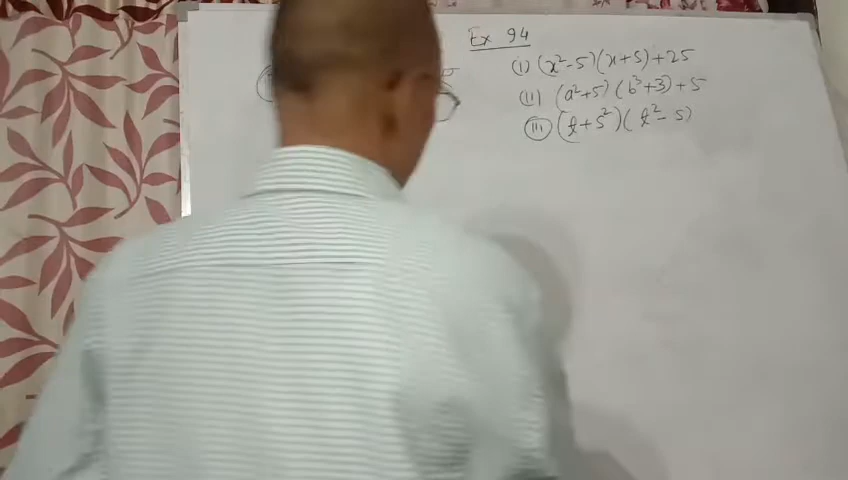 Ex 94
(i) (x²-5)(x+5)+25
(ii) (a²+5)(b³+3)+5
(iii) (t+5²)(t²-5)